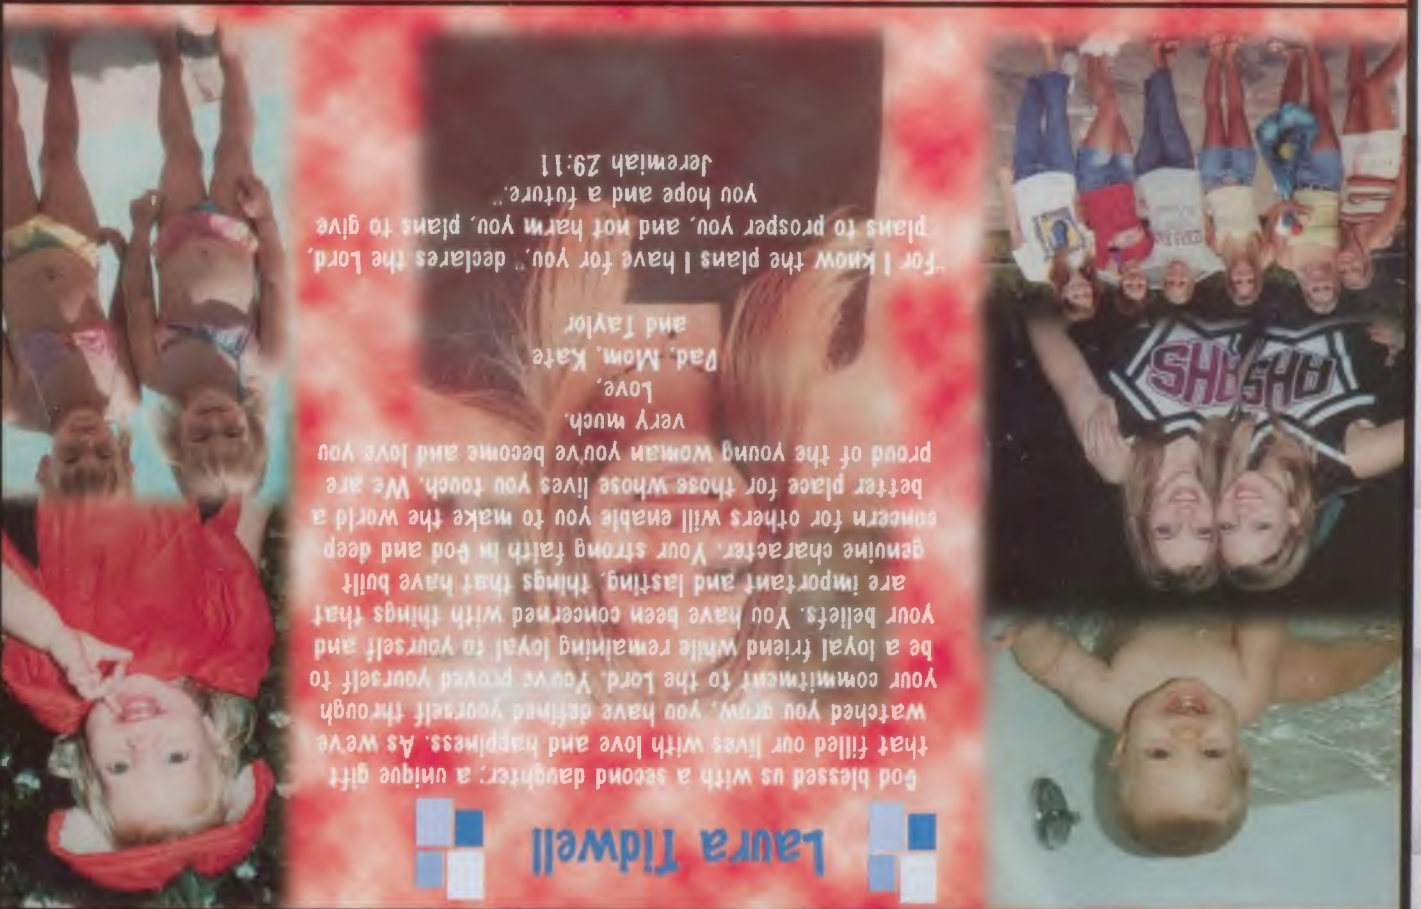 Laura Tidwell
God blessed us with a second daughter; a unique gift
that filled our lives with love and happiness. As we've
watched you grow, you have defined yourself through
your commitment to the Lord. You've proved yourself to
be a loyal friend while remaining loyal to yourself and
your beliefs. You have been concerned with things that
are important and lasting, things that have built
genuine character. Your strong faith in God and deep
concern for others will enable you to make the world a
better place for those whose lives you touch. We are
proud of the young woman you've become and love you
very much.
Love,
Dad, Mom, Kate
and Taylor
"For I know the plans I have for you," declares the Lord,
"plans to prosper you, and not harm you, plans to give
you hope and a future."
Jeremiah 29:11
AHS
AHS